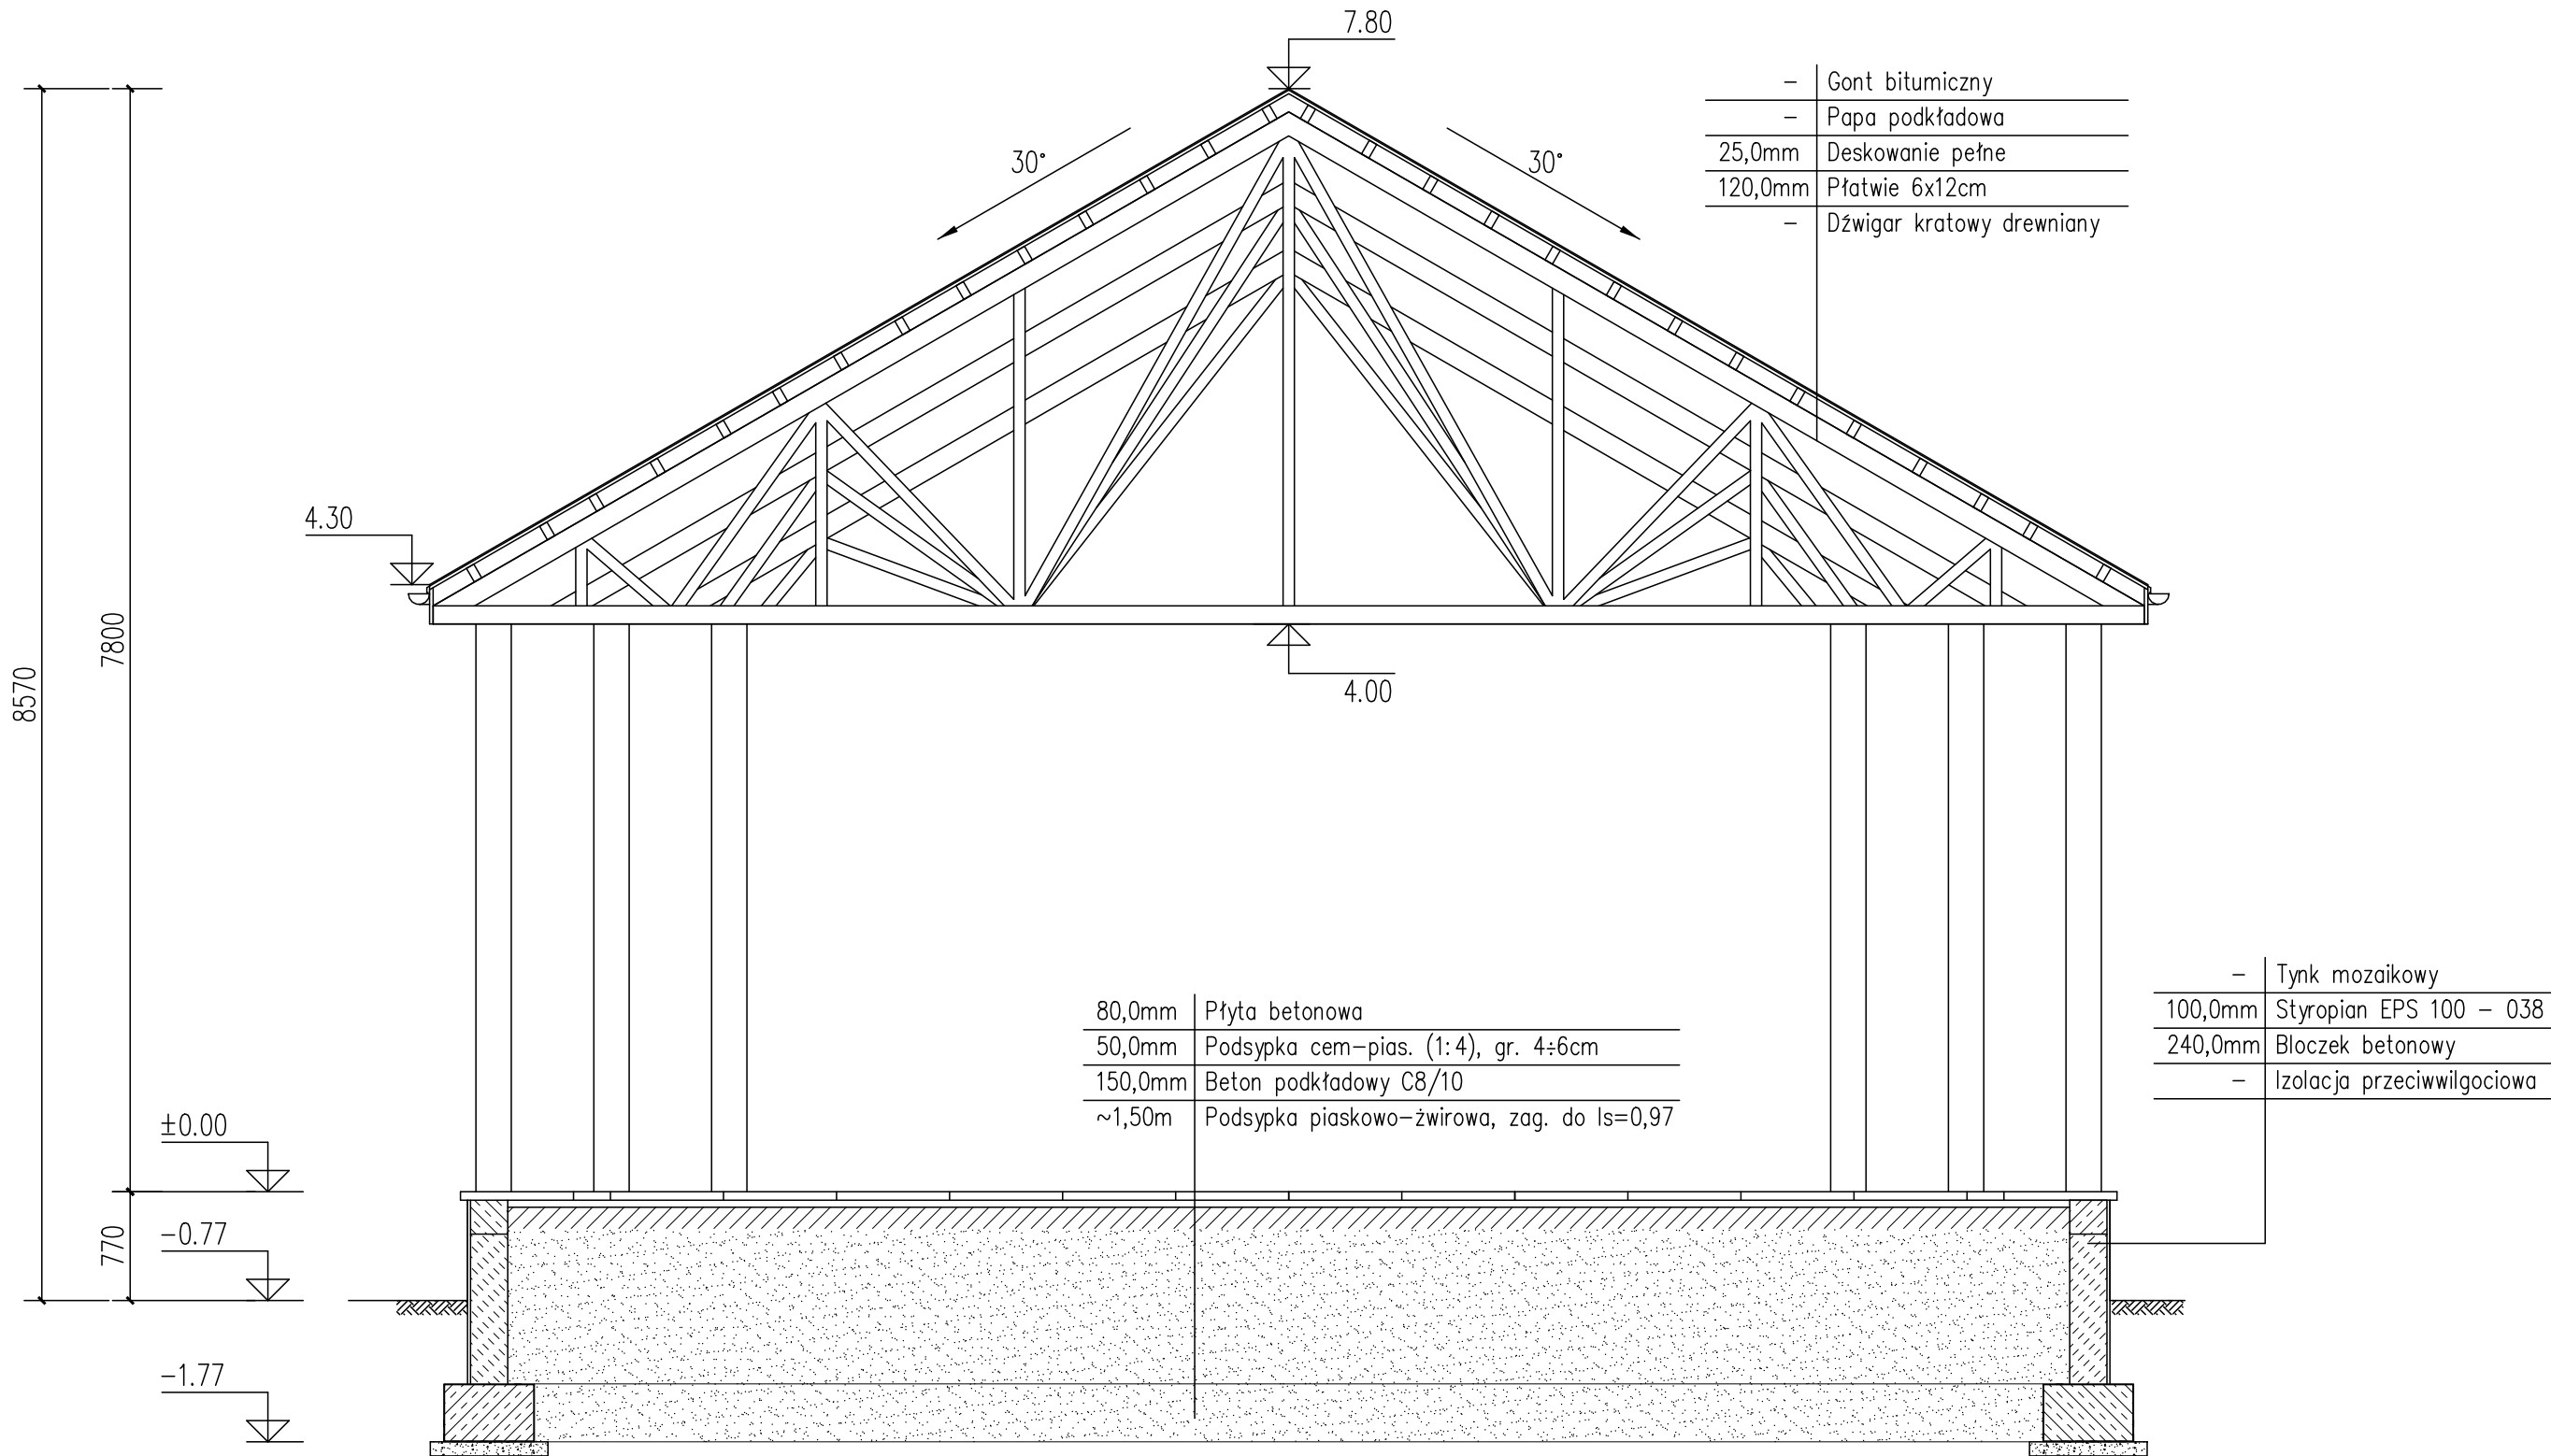 7.80
– Gont bitumiczny
– Papa podkładowa
25,0mm Deskowanie pełne
120,0mm Płatwie 6x12cm
– Dźwigar kratowy drewniany
30°
30°
4.30
7800
8570
4.00
– Tynk mozaikowy
100,0mm Styropian EPS 100 – 038
240,0mm Bloczek betonowy
– Izolacja przeciwwilgociowa
80,0mm Płyta betonowa
50,0mm Podsypka cem–pias. (1:4), gr. 4÷6cm
150,0mm Beton podkładowy C8/10
~1,50m Podsypka piaskowo–żwirowa, zag. do Is=0,97
±0.00
–0.77
770
–1.77